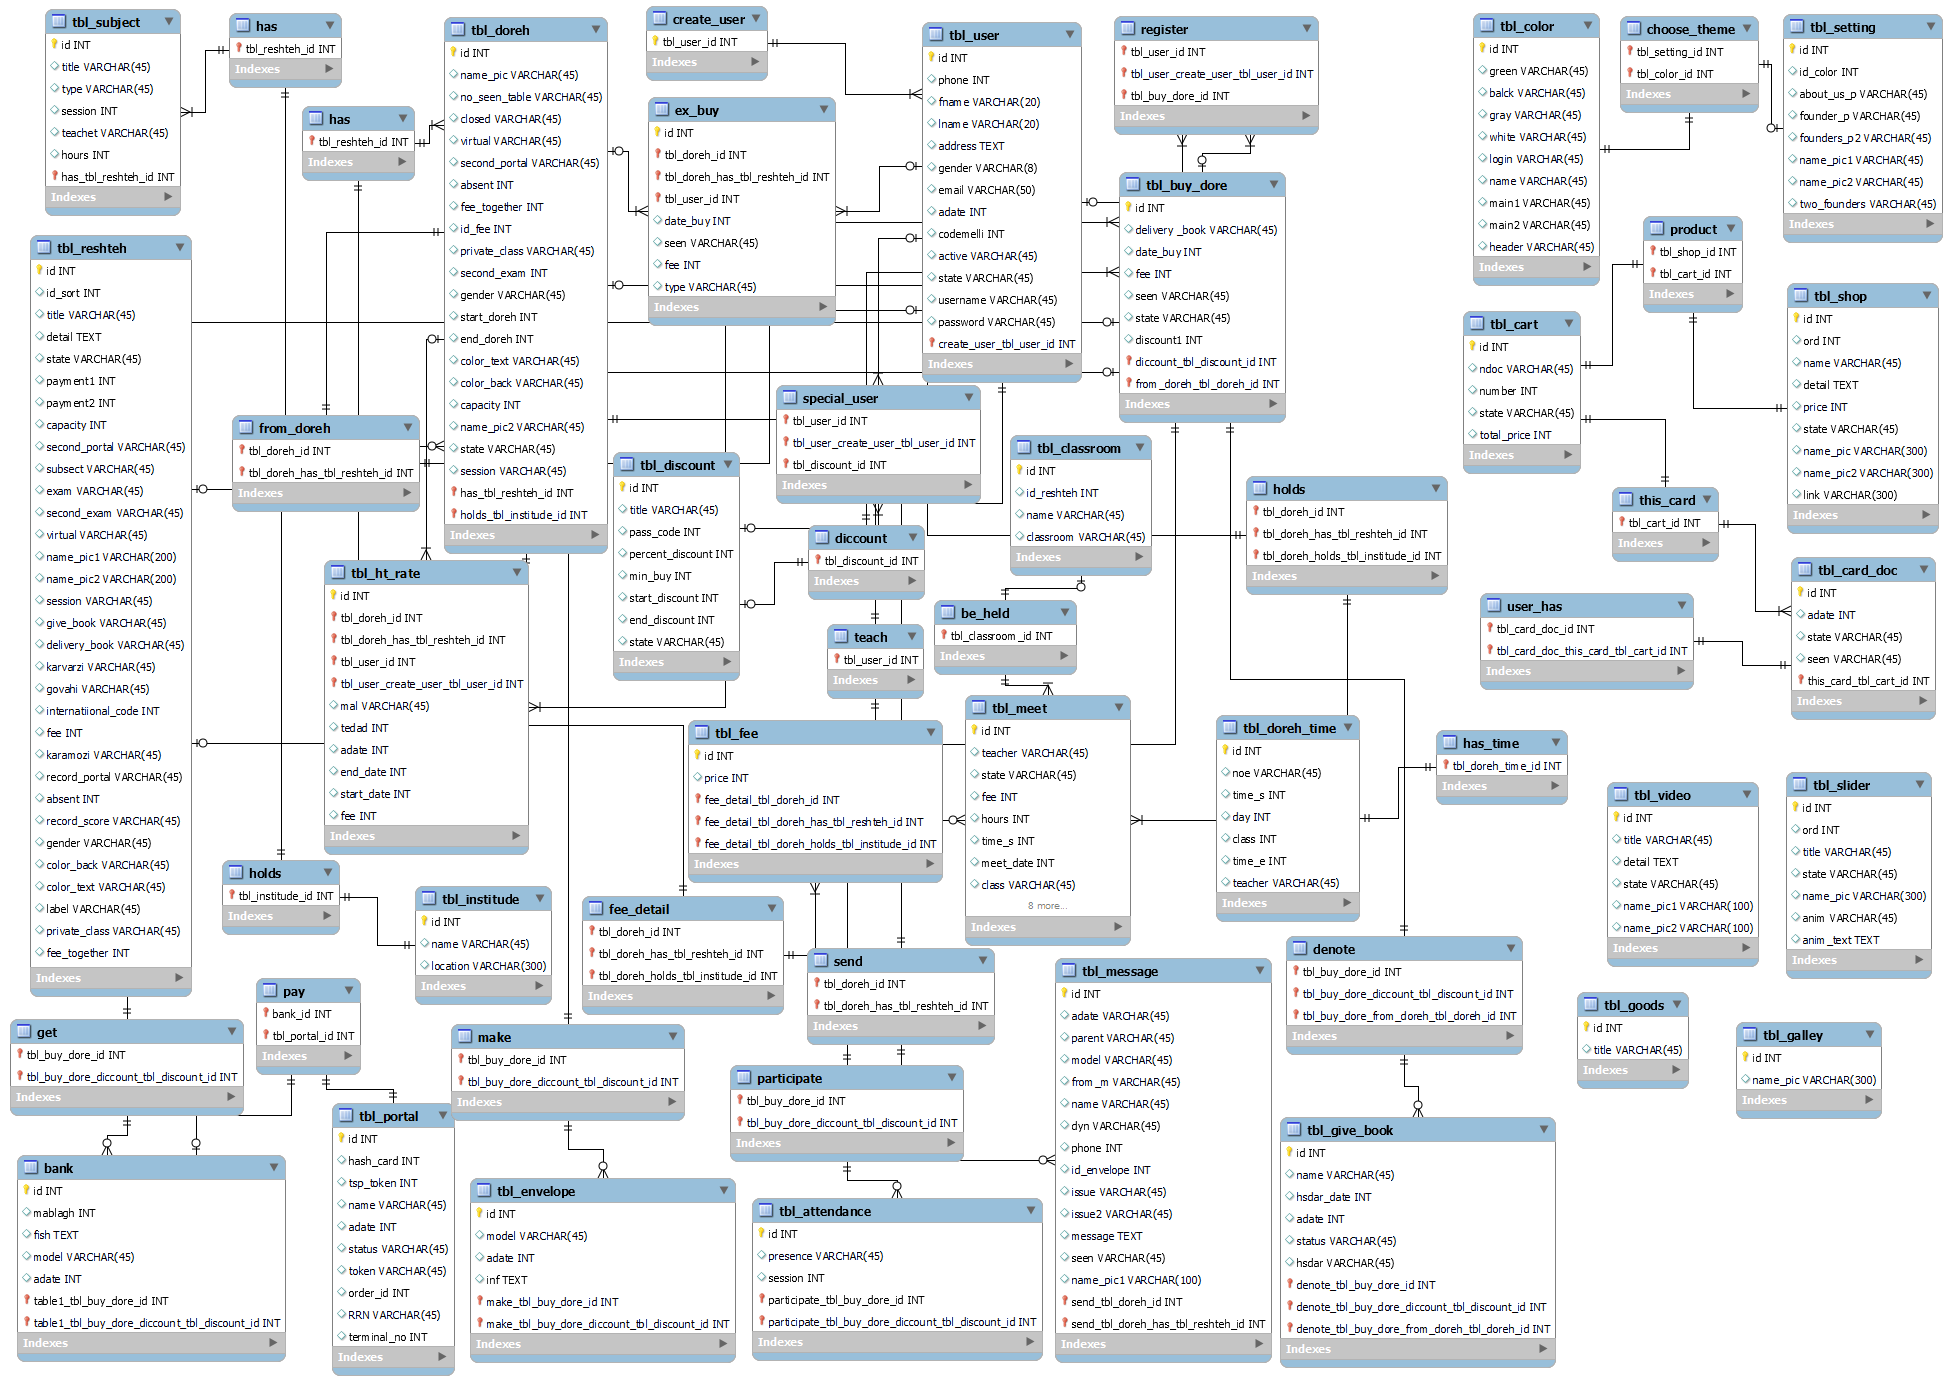 tbl_subject
id INT
title VARCHAR(45)
type VARCHAR(45)
session INT
teachet VARCHAR(45)
hours INT
has_tbl_reshteh_id INT
Indexes
has
tbl_reshteh_id INT
Indexes
has
tbl_reshteh_id INT
Indexes
tbl_doreh
id INT
name_pic VARCHAR(45)
no_seen_table VARCHAR(45)
closed VARCHAR(45)
virtual VARCHAR(45)
second_portal VARCHAR(45)
absent INT
fee_together INT
id_fee INT
private_class VARCHAR(45)
second_exam INT
gender VARCHAR(45)
start_doreh INT
end_doreh INT
color_text VARCHAR(45)
color_back VARCHAR(45)
capacity INT
name_pic2 VARCHAR(45)
state VARCHAR(45)
session VARCHAR(45)
has_tbl_reshteh_id INT
holds_tbl_institude_id INT
Indexes
create_user
tbl_user_id INT
Indexes
ex_buy
id INT
tbl_doreh_id INT
tbl_doreh_has_tbl_reshteh_id INT
tbl_user_id INT
date_buy INT
seen VARCHAR(45)
fee INT
type VARCHAR(45)
Indexes
tbl_user
id INT
phone INT
fname VARCHAR(20)
lname VARCHAR(20)
address TEXT
gender VARCHAR(8)
email VARCHAR(50)
adate INT
codemelli INT
active VARCHAR(45)
state VARCHAR(45)
username VARCHAR(45)
password VARCHAR(45)
create_user_tbl_user_id INT
Indexes
register
tbl_user_id INT
tbl_user_create_user_tbl_user_id INT
tbl_buy_dore_id INT
Indexes
tbl_buy_dore
id INT
delivery _book VARCHAR(45)
date_buy INT
fee INT
seen VARCHAR(45)
state VARCHAR(45)
discount1 INT
diccount_tbl_discount_id INT
from_doreh_tbl_doreh_id INT
Indexes
tbl_color
id INT
green VARCHAR(45)
balck VARCHAR(45)
gray VARCHAR(45)
white VARCHAR(45)
login VARCHAR(45)
name VARCHAR(45)
main1 VARCHAR(45)
main2 VARCHAR(45)
header VARCHAR(45)
Indexes
choose_theme
tbl_setting_id INT
tbl_color_id INT
Indexes
tbl_setting
id INT
id_color INT
about_us_p VARCHAR(45)
founder_p VARCHAR(45)
founders_p2 VARCHAR(45)
name_pic1 VARCHAR(45)
name_pic2 VARCHAR(45)
two_founders VARCHAR(45)
Indexes
tbl_reshteh
id INT
id_sort INT
title VARCHAR(45)
detail TEXT
state VARCHAR(45)
payment1 INT
payment2 INT
capacity INT
second_portal VARCHAR(45)
subsect VARCHAR(45)
exam VARCHAR(45)
second_exam VARCHAR(45)
virtual VARCHAR(45)
name_pic1 VARCHAR(200)
name_pic2 VARCHAR(200)
session VARCHAR(45)
give_book VARCHAR(45)
delivery_book VARCHAR(45)
karvarzi VARCHAR(45)
govahi VARCHAR(45)
internatiional_code INT
fee INT
karamozi VARCHAR(45)
record_portal VARCHAR(45)
absent INT
record_score VARCHAR(45)
gender VARCHAR(45)
color_back VARCHAR(45)
color_text VARCHAR(45)
label VARCHAR(45)
private_class VARCHAR(45)
fee_together INT
Indexes
product
tbl_shop_id INT
tbl_cart_id INT
Indexes
tbl_shop
id INT
ord INT
name VARCHAR(45)
detail TEXT
price INT
state VARCHAR(45)
name_pic VARCHAR(300)
name_pic2 VARCHAR(300)
link VARCHAR(300)
Indexes
tbl_cart
id INT
ndoc VARCHAR(45)
number INT
state VARCHAR(45)
total_price INT
Indexes
from_doreh
tbl_doreh_id INT
tbl_doreh_has_tbl_reshteh_id INT
Indexes
tbl_discount
id INT
title VARCHAR(45)
pass_code INT
percent_discount INT
min_buy INT
start_discount INT
end_discount INT
state VARCHAR(45)
Indexes
special_user
tbl_user_id INT
tbl_user_create_user_tbl_user_id INT
tbl_discount_id INT
Indexes
diccount
tbl_discount_id INT
Indexes
teach
tbl_user_id INT
Indexes
tbl_classroom
id INT
id_reshteh INT
name VARCHAR(45)
classroom VARCHAR(45)
Indexes
holds
tbl_doreh_id INT
tbl_doreh_has_tbl_reshteh_id INT
tbl_doreh_holds_tbl_institude_id INT
Indexes
this_card
tbl_cart_id INT
Indexes
tbl_card_doc
id INT
adate INT
state VARCHAR(45)
seen VARCHAR(45)
this_card_tbl_cart_id INT
Indexes
user_has
tbl_card_doc_id INT
tbl_card_doc_this_card_tbl_cart_id INT
Indexes
tbl_ht_rate
id INT
tbl_doreh_id INT
tbl_doreh_has_tbl_reshteh_id INT
tbl_user_id INT
tbl_user_create_user_tbl_user_id INT
mal VARCHAR(45)
tedad INT
adate INT
end_date INT
start_date INT
fee INT
Indexes
be_held
tbl_classroom _id INT
Indexes
tbl_fee
id INT
price INT
fee_detail_tbl_doreh_id INT
fee_detail_tbl_doreh_has_tbl_reshteh_id INT
fee_detail_tbl_doreh_holds_tbl_institude_id INT
Indexes
tbl_meet
id INT
teacher VARCHAR(45)
state VARCHAR(45)
fee INT
hours INT
time_s INT
meet_date INT
class VARCHAR(45)
8 more...
Indexes
tbl_doreh_time
id INT
noe VARCHAR(45)
time_s INT
day INT
class INT
time_e INT
teacher VARCHAR(45)
Indexes
has_time
tbl_doreh_time_id INT
Indexes
tbl_video
id INT
title VARCHAR(45)
detail TEXT
state VARCHAR(45)
name_pic1 VARCHAR(100)
name_pic2 VARCHAR(100)
Indexes
tbl_slider
id INT
ord INT
title VARCHAR(45)
state VARCHAR(45)
name_pic VARCHAR(300)
anim VARCHAR(45)
anim_text TEXT
Indexes
holds
tbl_institude_id INT
Indexes
tbl_institude
id INT
name VARCHAR(45)
location VARCHAR(300)
Indexes
fee_detail
tbl_doreh_id INT
tbl_doreh_has_tbl_reshteh_id INT
tbl_doreh_holds_tbl_institude_id INT
Indexes
send
tbl_doreh_id INT
tbl_doreh_has_tbl_reshteh_id INT
Indexes
tbl_message
id INT
adate VARCHAR(45)
parent VARCHAR(45)
model VARCHAR(45)
from_m VARCHAR(45)
name VARCHAR(45)
dyn VARCHAR(45)
phone INT
id_envelope INT
issue VARCHAR(45)
issue2 VARCHAR(45)
message TEXT
seen VARCHAR(45)
name_pic1 VARCHAR(100)
send_tbl_doreh_id INT
send_tbl_doreh_has_tbl_reshteh_id INT
Indexes
denote
tbl_buy_dore_id INT
tbl_buy_dore_diccount_tbl_discount_id INT
tbl_buy_dore_from_doreh_tbl_doreh_id INT
Indexes
tbl_goods
id INT
title VARCHAR(45)
Indexes
tbl_galley
id INT
name_pic VARCHAR(300)
Indexes
get
tbl_buy_dore_id INT
tbl_buy_dore_diccount_tbl_discount_id INT
Indexes
pay
bank_id INT
tbl_portal_id INT
Indexes
make
tbl_buy_dore_id INT
tbl_buy_dore_diccount_tbl_discount_id INT
Indexes
participate
tbl_buy_dore_id INT
tbl_buy_dore_diccount_tbl_discount_id INT
Indexes
bank
id INT
mablagh INT
fish TEXT
model VARCHAR(45)
adate INT
table1_tbl_buy_dore_id INT
table1_tbl_buy_dore_diccount_tbl_discount_id INT
Indexes
tbl_portal
id INT
hash_card INT
tsp_token INT
name VARCHAR(45)
adate INT
status VARCHAR(45)
token VARCHAR(45)
order_id INT
RRN VARCHAR(45)
terminal_no INT
Indexes
tbl_envelope
id INT
model VARCHAR(45)
adate INT
inf TEXT
make_tbl_buy_dore_id INT
make_tbl_buy_dore_diccount_tbl_discount_id INT
Indexes
tbl_attendance
id INT
presence VARCHAR(45)
session INT
participate_tbl_buy_dore_id INT
participate_tbl_buy_dore_diccount_tbl_discount_id INT
Indexes
tbl_give_book
id INT
name VARCHAR(45)
hsdar_date INT
adate INT
status VARCHAR(45)
hsdar VARCHAR(45)
denote_tbl_buy_dore_id INT
denote_tbl_buy_dore_diccount_tbl_discount_id INT
denote_tbl_buy_dore_from_doreh_tbl_doreh_id INT
Indexes